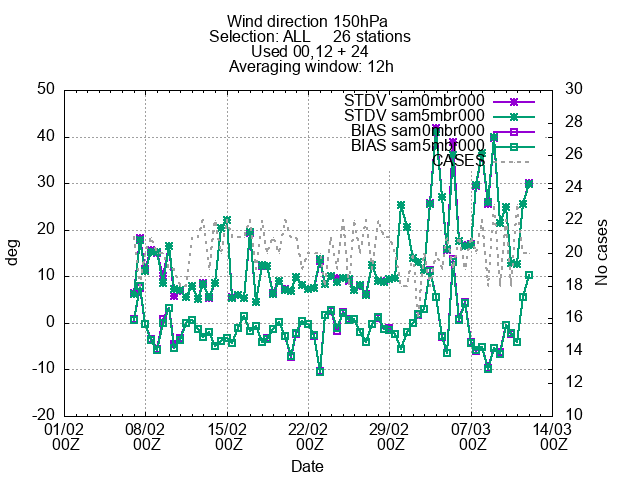 Wind direction 150hPa
Selection: ALL 26 stations
Used 00,12 + 24
Averaging window: 12h
STDV sam0mbr000
STDV sam5mbr000
BIAS sam0mbr000
BIAS sam5mbr000
CASES
deg
50
40
30
20
10
0
-10
-20
No cases
30
28
26
24
22
20
18
16
14
12
10
01/02 08/02 15/02 22/02 29/02 07/03 14/03
00Z 00Z 00Z 00Z 00Z 00Z 00Z
Date